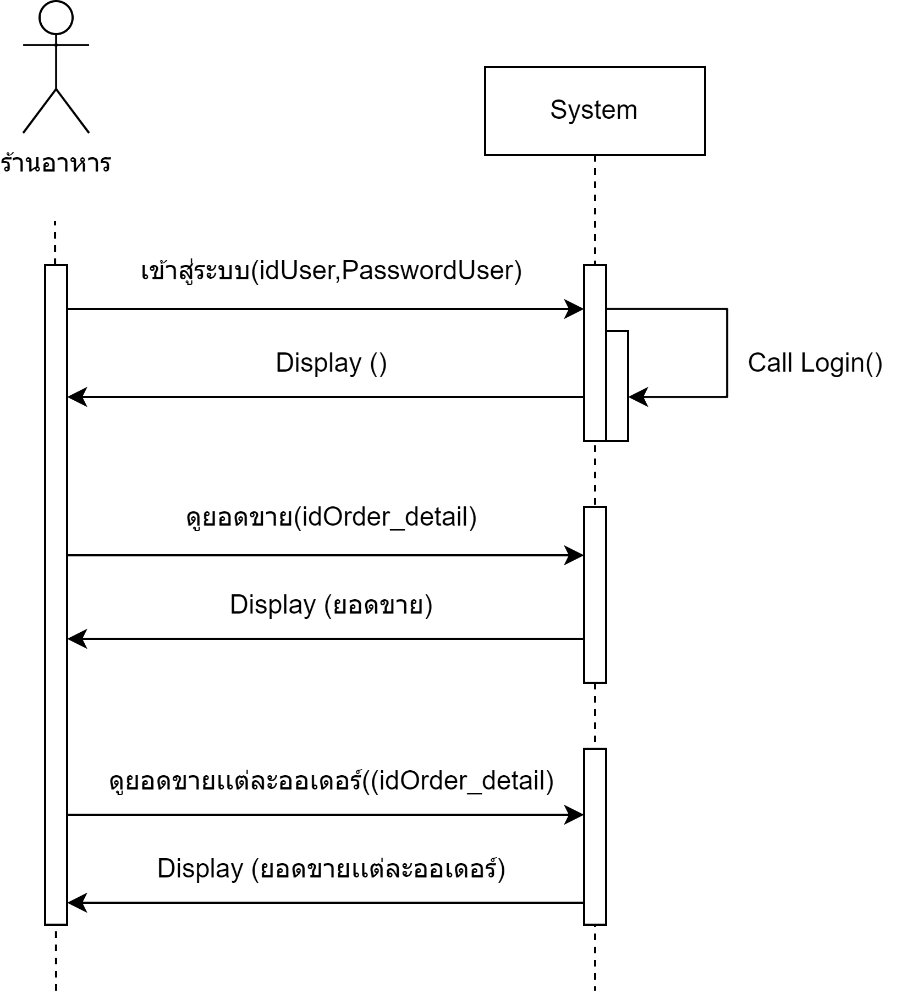 System
ร้านอาหาร
เข้าสู่ระบบ(idUser,PasswordUser)
Display ()
Call Login()
ดูยอดขาย(idOrder_detail)
Display (ยอดขาย)
ดูยอดขายแต่ละออเดอร์((idOrder_detail)
Display (ยอดขายแต่ละออเดอร์)